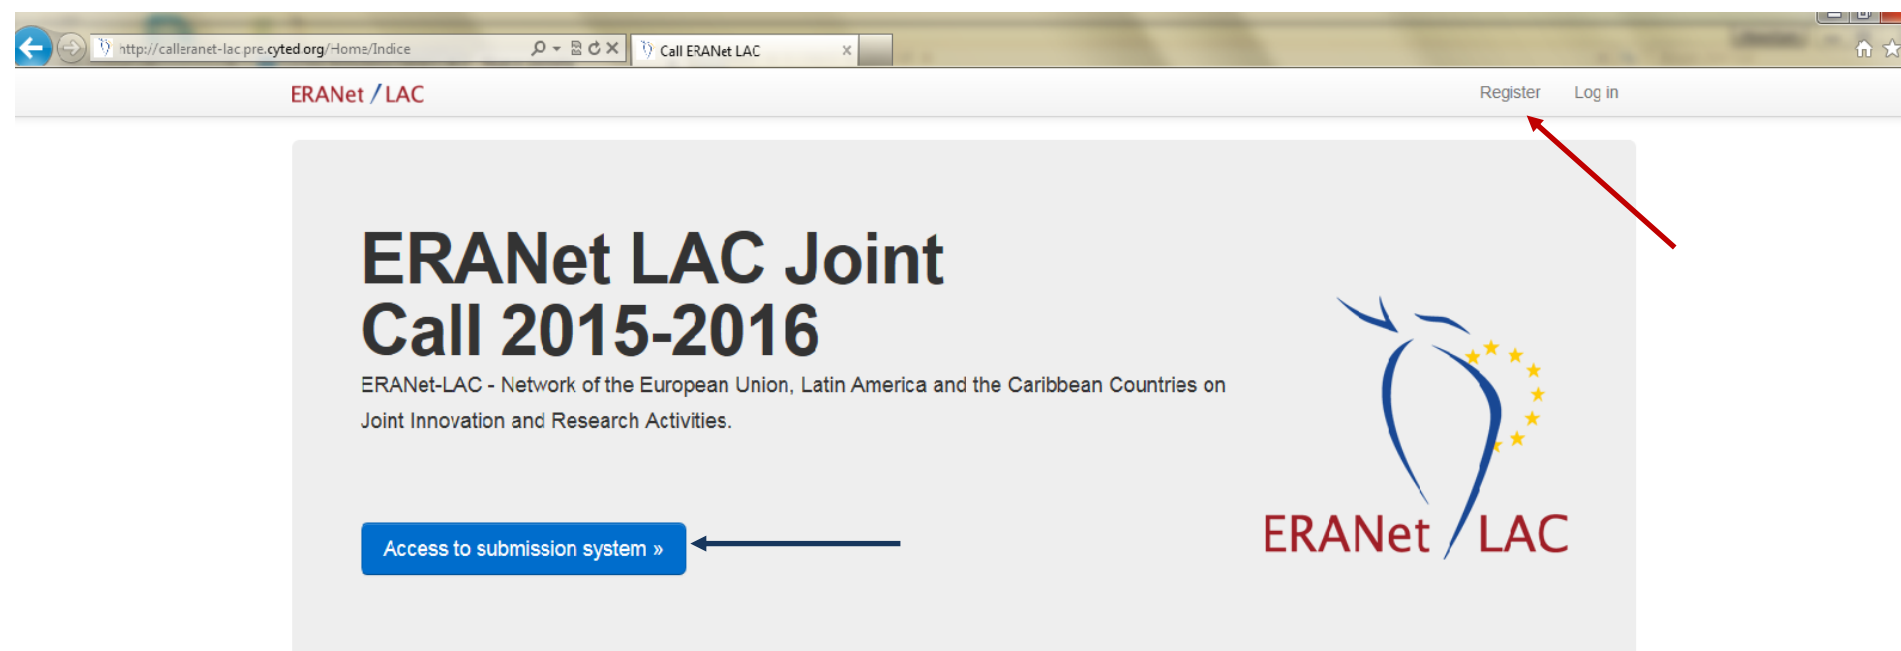 http://calleranet-lac.pre.cyted.org/Home/Indice
Call ERANet LAC
ERANet / LAC
Register
Log in
ERANet LAC Joint
Call 2015-2016
ERANet-LAC - Network of the European Union, Latin America and the Caribbean Countries on
Joint Innovation and Research Activities.
Access to submission system »
ERANet / LAC